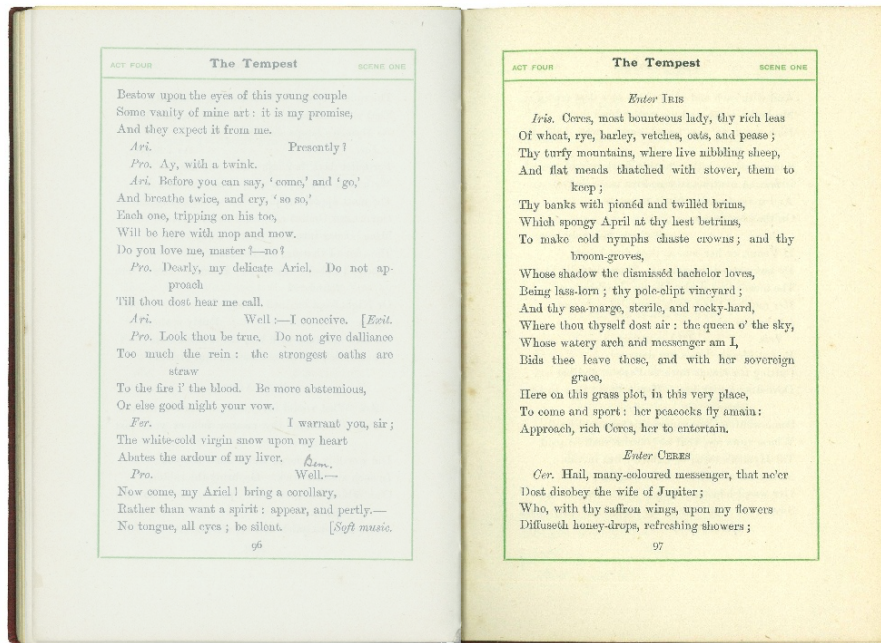 ACT FOUR The Tempest SCENE ONE
Bestow upon the eyes of this young couple
Some vanity of mine art : it is my promise,
And they expect it from me.
Ari. Presently ?
Pro. Ay, with a twink.
Ari. Before you can say, ‘ come,’ and ‘ go,’
And breathe twice, and cry, ‘ so so,’
Each one, tripping on his toe,
Will be here with mop and mow.
Do you love me, master ?—no ?
Pro. Dearly, my delicate Ariel. Do not ap-
proach
Till thou dost hear me call.
Ari. Well :—I conceive. [Exit.
Pro. Look thou be true. Do not give dalliance
Too much the rein : the strongest oaths are
straw
To the fire i’ the blood. Be more abstemious,
Or else good night your vow.
Fer. I warrant you, sir ;
The white-cold virgin snow upon my heart
Abates the ardour of my liver.
Pro. Well.—
Now come, my Ariel ! bring a corollary,
Rather than want a spirit : appear, and pertly.—
No tongue, all eyes ; be silent. [Soft music.
96
ACT FOUR The Tempest SCENE ONE
Enter IRIS
Iris. Ceres, most bounteous lady, thy rich leas
Of wheat, rye, barley, vetches, oats, and pease ;
Thy turfy mountains, where live nibbling sheep,
And flat meads thatched with stover, them to
keep ;
Thy banks with pionéd and twilléd brims,
Which spongy April at thy hest betrims,
To make cold nymphs chaste crowns ; and thy
broom-groves,
Whose shadow the dismisséd bachelor loves,
Being lass-lorn ; thy pole-clipt vineyard ;
And thy sea-marge, sterile, and rocky-hard,
Where thou thyself dost air : the queen o’ the sky,
Whose watery arch and messenger am I,
Bids thee leave these, and with her sovereign
grace,
Here on this grass plot, in this very place,
To come and sport : her peacocks fly amain :
Approach, rich Ceres, her to entertain.
Enter CERES
Cer. Hail, many-coloured messenger, that ne’er
Dost disobey the wife of Jupiter ;
Who, with thy saffron wings, upon my flowers
Diffuseth honey-drops, refreshing showers ;
97